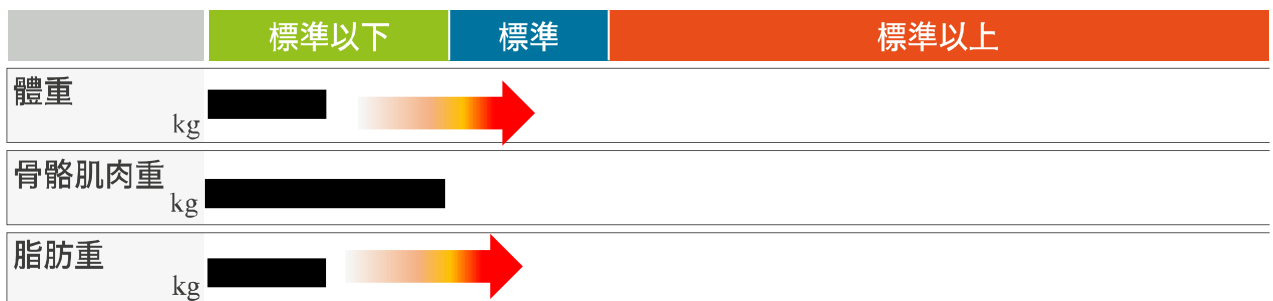 標準以下 標準 標準以上
體重
kg
骨骼肌肉重
kg
脂肪重
kg